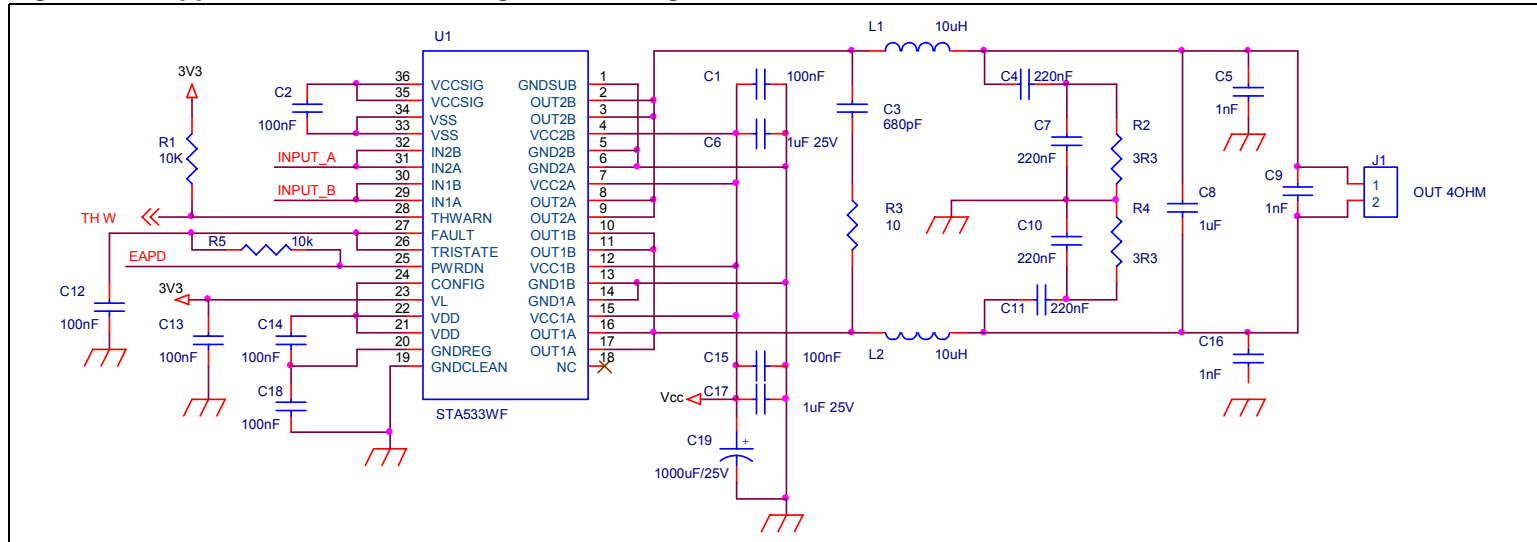 U1
L1 10uH
3V3
R1
10K
C2
100nF
INPUT_A
INPUT_B
TH W
R5 10k
EAPD
C12
100nF
3V3
C13
100nF
C14
100nF
C18
100nF
36 VCCSIG
35 VCCSIG
34 VSS
33 VSS
32 IN2B
31 IN2A
30 IN1B
29 IN1A
28 THWARN
27 FAULT
26 TRISTATE
25 PWRDN
24 CONFIG
23 VL
22 VDD
21 VDD
20 GNDREG
19 GNDCLEAN
GNDSUB 1
OUT2B 2
OUT2B 3
VCC2B 4
GND2B 5
GND2A 6
VCC2A 7
OUT2A 8
OUT2A 9
OUT1B 10
OUT1B 11
VCC1B 12
GND1B 13
GND1A 14
VCC1A 15
OUT1A 16
OUT1A 17
NC 18
STA533WF
C1 100nF
C6 1uF 25V
C15 100nF
C17 1uF 25V
Vcc
C19 +
1000uF/25V
C3
680pF
R3
10
L2 10uH
C4 220nF
C7
220nF
R2
3R3
C10
220nF
R4
3R3
C11 220nF
C8
1uF
C5
1nF
C9
1nF
C16
1nF
J1
1
2
OUT 4OHM